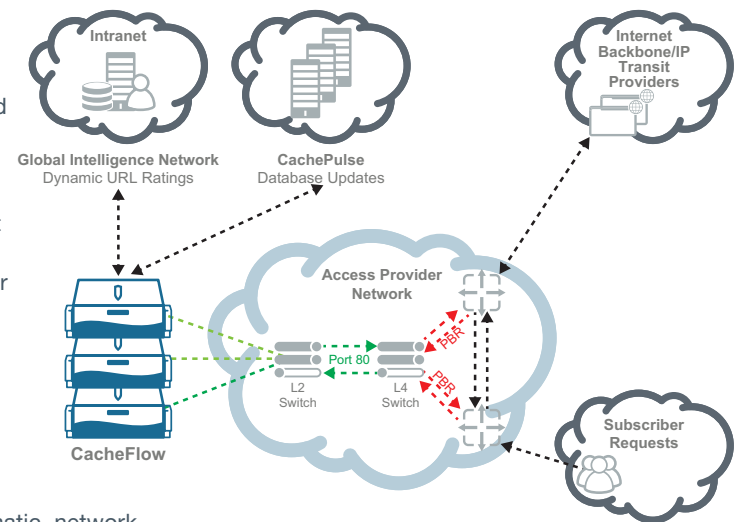 Intranet
Internet
Backbone/IP
Transit
Providers
d
Global Intelligence Network
Dynamic URL Ratings
CachePulse
Database Updates
r
Access Provider
Network
PBR
Port 80
L2
Switch
L4
Switch
PBR
CacheFlow
Subscriber
Requests
network